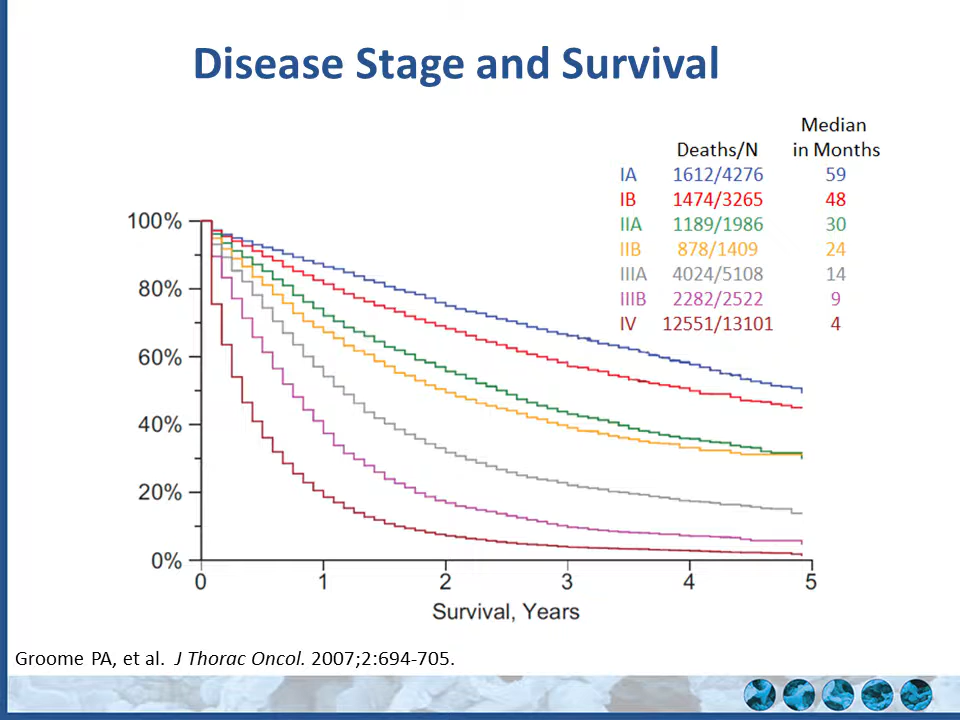 Disease Stage and Survival
Median
Deaths/N in Months
IA 1612/4276 59
IB 1474/3265 48
IIA 1189/1986 30
IIB 878/1409 24
IIIA 4024/5108 14
IIIB 2282/2522 9
IV 12551/13101 4
100%
80%
60%
40%
20%
0%
0 1 2 3 4 5
Survival, Years
Groome PA, et al. J Thorac Oncol. 2007;2:694-705.